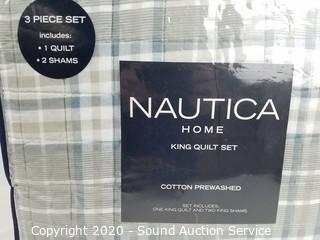 3 PIECE SET
includes:
• 1 QUILT
• 2 SHAMS
NAUTICA
HOME
KING QUILT SET
COTTON PREWASHED
SET INCLUDES:
ONE KING QUILT AND TWO KING SHAMS
Copyright 2020 - Sound Auction Service